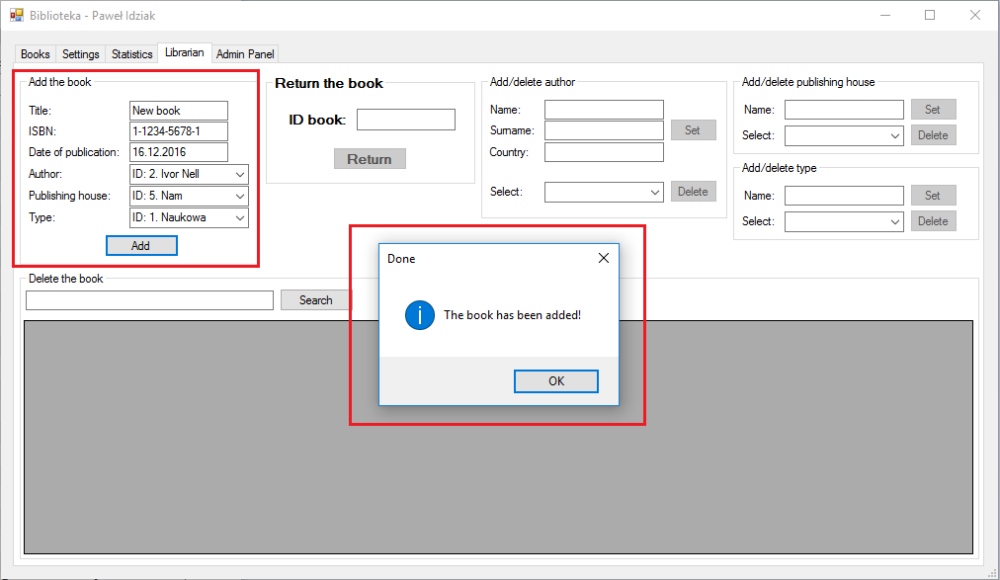 Biblioteka - Paweł Idziak
Books Settings Statistics Librarian Admin Panel
Add the book
Title: New book
ISBN: 1-1234-5678-1
Date of publication: 16.12.2016
Author: ID: 2. Ivor Nell
Publishing house: ID: 5. Nam
Type: ID: 1. Naukowa
Add
Return the book
ID book:
Return
Add/delete author
Name:
Surname: Set
Country:
Select: Delete
Add/delete publishing house
Name: Set
Select: Delete
Add/delete type
Name: Set
Select: Delete
Delete the book
Search
Done
The book has been added!
OK